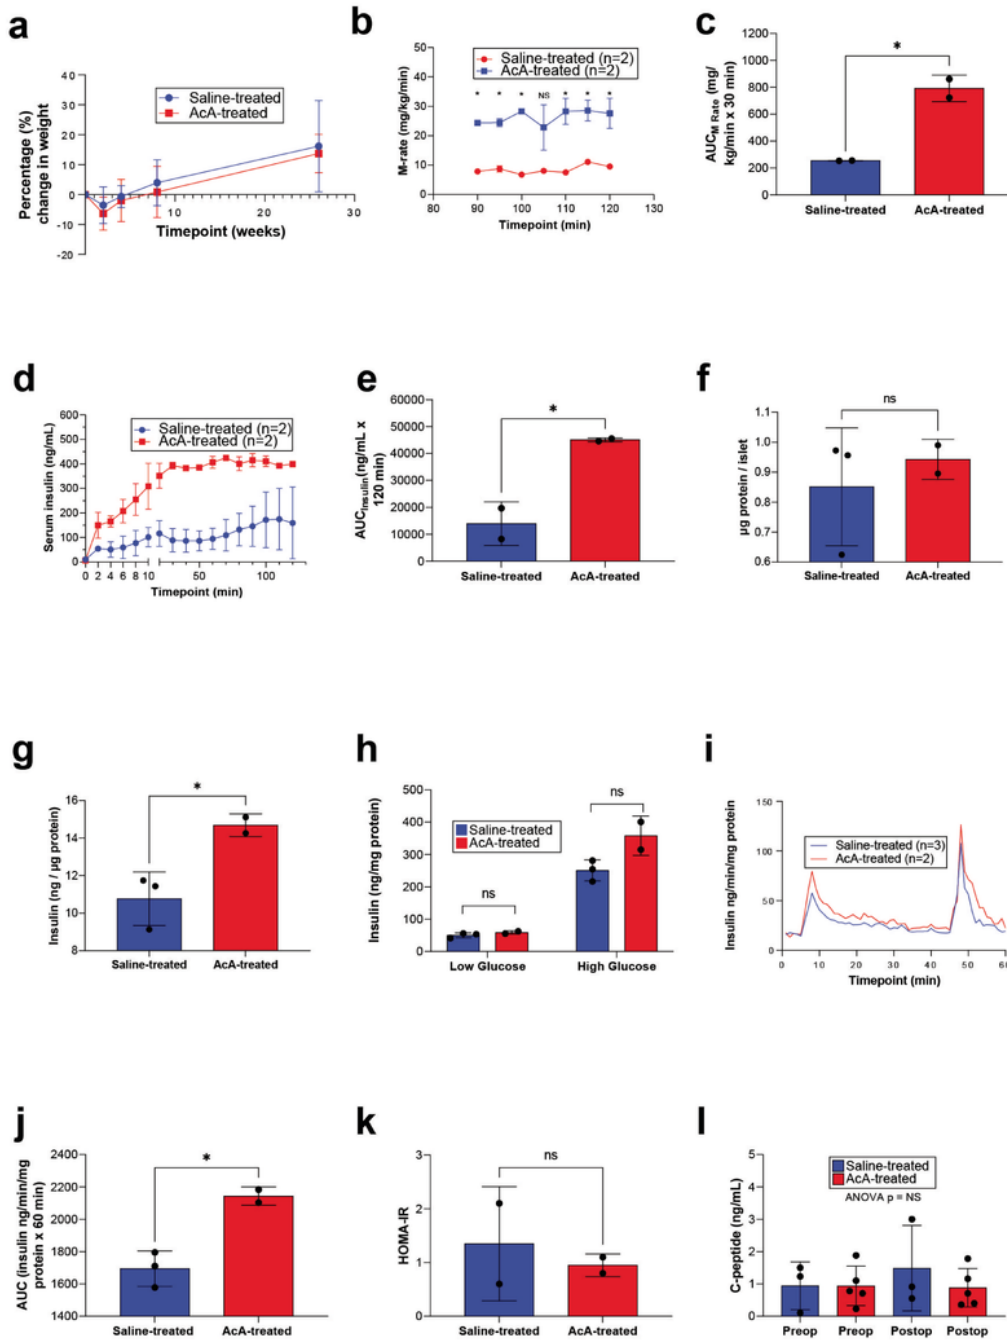 a
Percentage (%)
change in weight
40
30
20
10
0
-10
-20
Saline-treated
AcA-treated
10
20
30
Timepoint (weeks)
b
M-rate (mg/kg/min)
50
40
30
20
10
0
Saline-treated (n=2)
AcA-treated (n=2)
* * * NS * * *
80 90 100 110 120 130
Timepoint (min)
c
AUC M Rate (mg/
kg/min x 30 min)
1200
1000
800
600
400
200
0
*
Saline-treated AcA-treated
d
Serum insulin (ng/mL)
600
500
400
300
200
100
0
Saline-treated (n=2)
AcA-treated (n=2)
0 2 4 6 8 10 50 100
Timepoint (min)
e
AUC Insulin (ng/mL x
120 min)
60000
50000
40000
30000
20000
10000
0
*
Saline-treated AcA-treated
f
µg protein / islet
1.1
1.0
0.9
0.8
0.7
0.6
ns
Saline-treated AcA-treated
g
Insulin (ng / µg protein)
16
14
12
10
8
*
Saline-treated AcA-treated
h
Insulin (ng/mg protein)
500
400
300
200
100
0
Saline-treated
AcA-treated
ns
ns
Low Glucose High Glucose
i
Insulin ng/min/mg protein
150
100
50
0
Saline-treated (n=3)
AcA-treated (n=2)
0 10 20 30 40 50 60
Timepoint (min)
j
AUC (insulin ng/min/mg
protein x 60 min)
2400
2200
2000
1800
1600
1400
*
Saline-treated AcA-treated
k
HOMA-IR
3
2
1
0
ns
Saline-treated AcA-treated
l
C-peptide (ng/mL)
5
4
3
2
1
0
Saline-treated
AcA-treated
ANOVA p = NS
Preop Preop Postop Postop